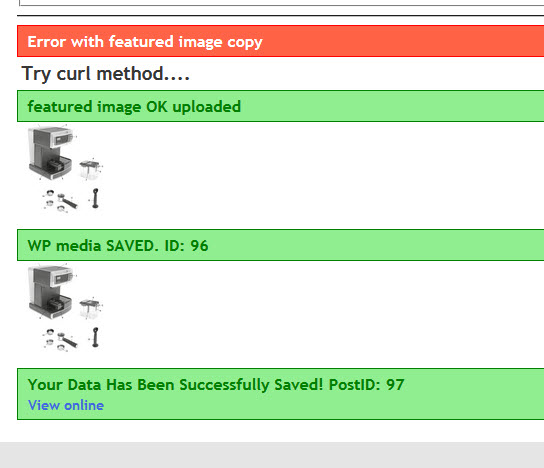 Error with featured image copy
Try curl method....
featured image OK uploaded
WP media SAVED. ID: 96
Your Data Has Been Successfully Saved! PostID: 97
View online